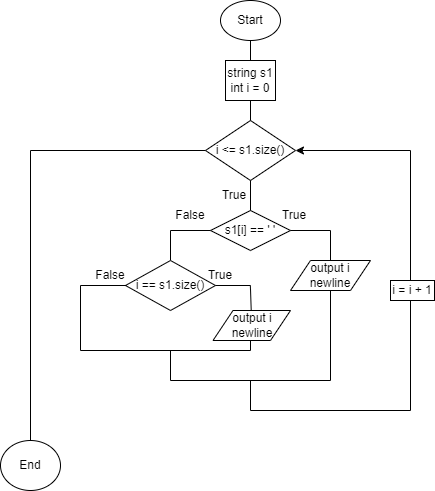 Start
string s1
int i = 0
i <= s1.size()
True
False
True
s1[i] == ' '
False
True
i == s1.size()
output i
newline
i = i + 1
output i
newline
End